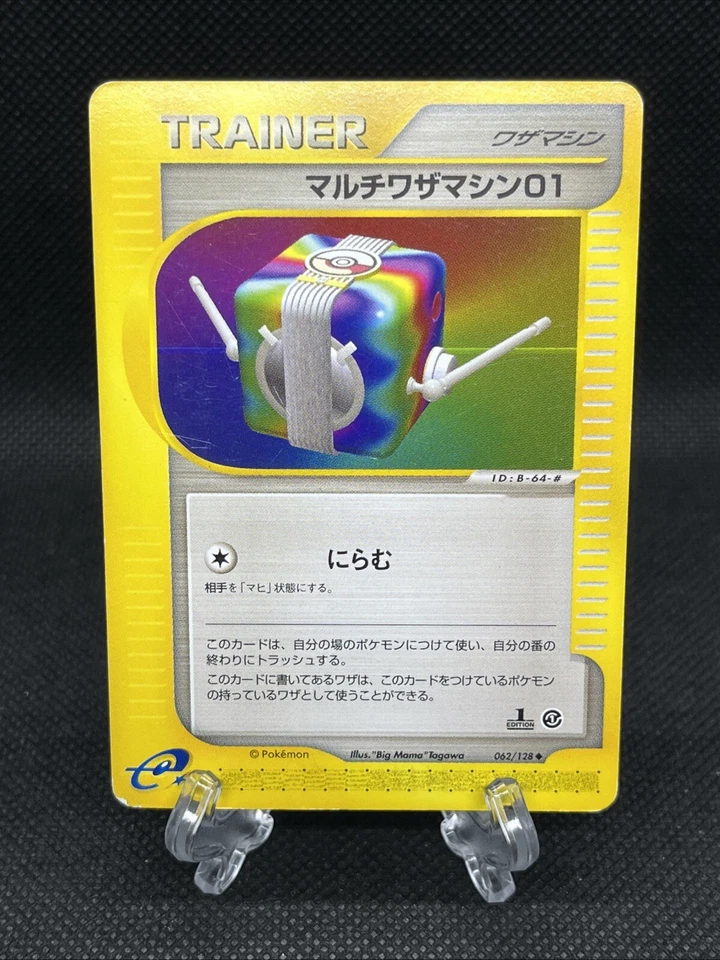 TRAINER
ワザマシン
マルチワザマシン01
ID:B-64-#
にらむ
相手を「マヒ」状態にする。
このカードは、自分の場のポケモンにつけて使い、自分の番の
終わりにトラッシュする。
このカードに書いてあるワザは、このカードをつけているポケモン
の持っているワザとして使うことができる。
1
EDITION
© Pokémon
Illus."Big Mama"Tagawa
062/128
e